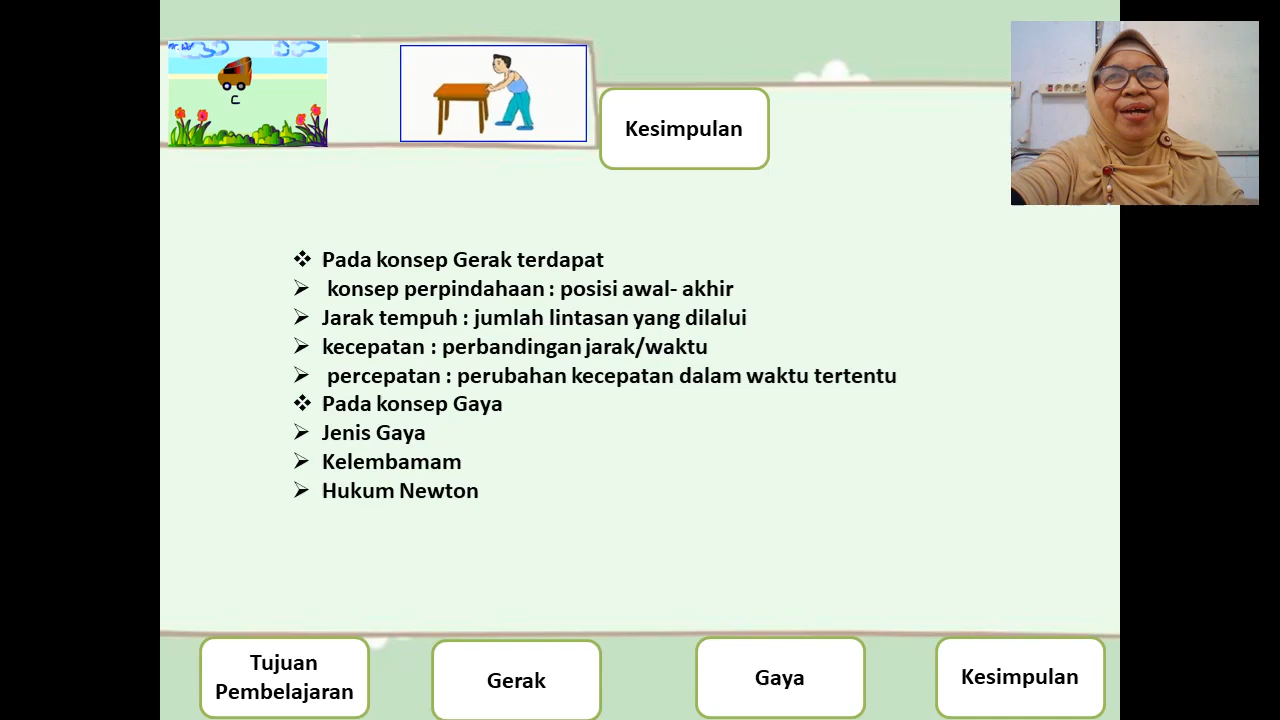 Mr. Wd
C
Kesimpulan
❖ Pada konsep Gerak terdapat
➢ konsep perpindahaan : posisi awal- akhir
➢ Jarak tempuh : jumlah lintasan yang dilalui
➢ kecepatan : perbandingan jarak/waktu
➢ percepatan : perubahan kecepatan dalam waktu tertentu
❖ Pada konsep Gaya
➢ Jenis Gaya
➢ Kelembamam
➢ Hukum Newton
Tujuan
Pembelajaran
Gerak
Gaya
Kesimpulan